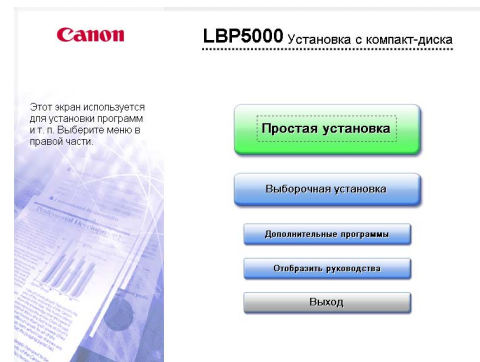 Canon
LBP5000 Установка с компакт-диска
Этот экран используется
для установки программ
и т. п. Выберите меню в
правой части.
Простая установка
Выборочная установка
Дополнительные программы
Отобразить руководства
Выход